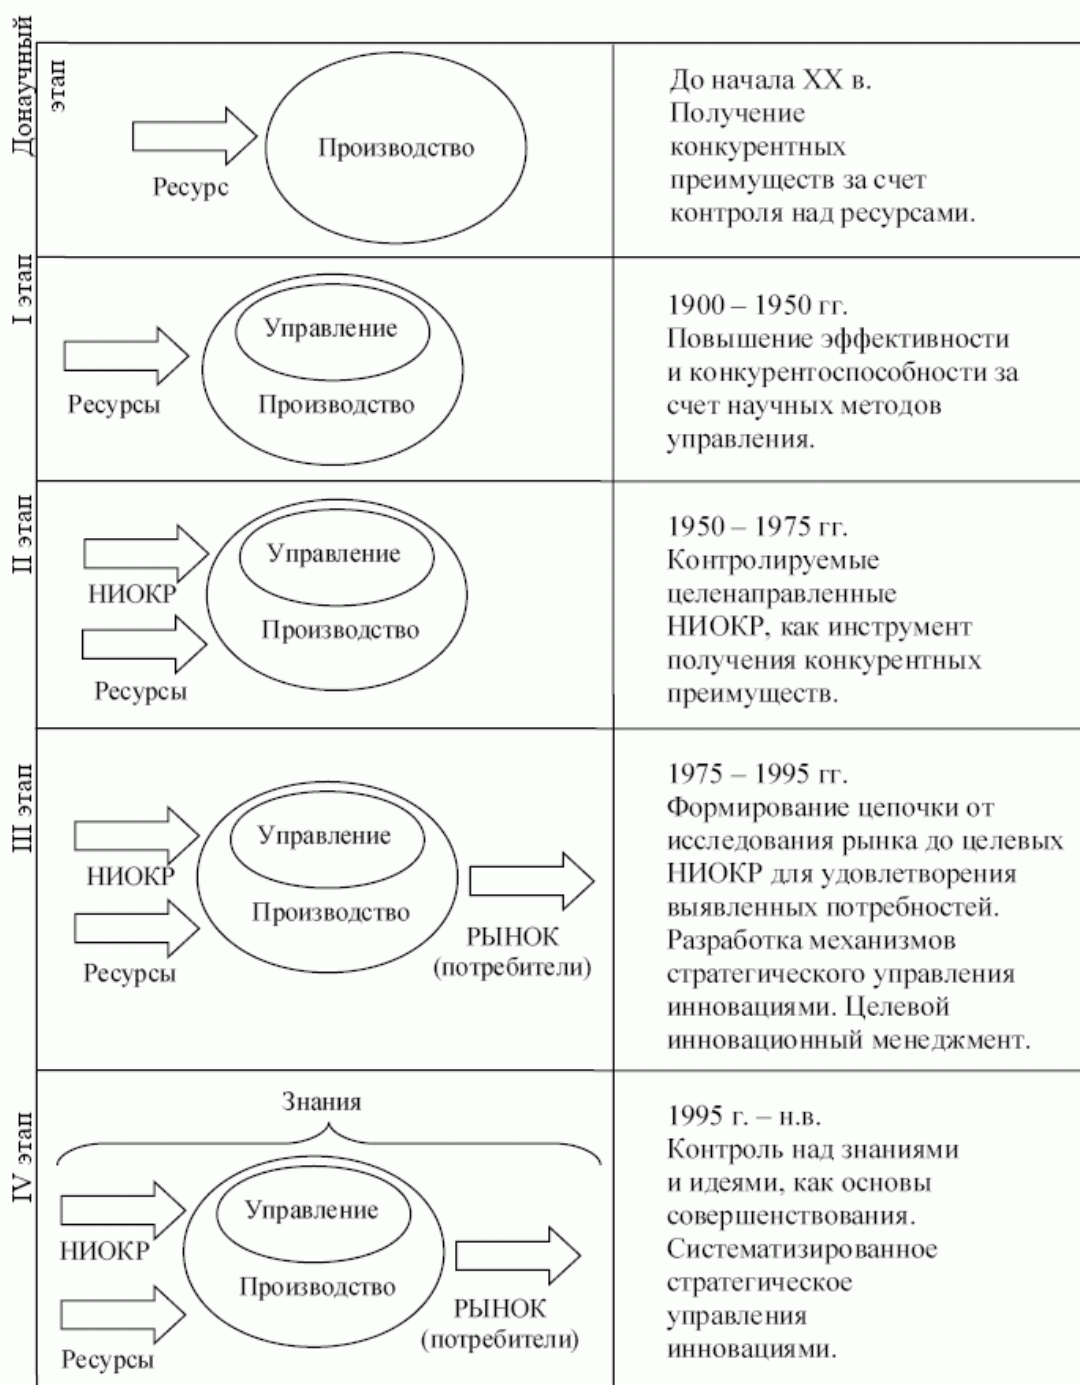 Донаучный
этап
Ресурс
Производство
До начала XX в.
Получение
конкурентных
преимуществ за счет
контроля над ресурсами.
I этап
Ресурсы
Управление
Производство
1900 – 1950 гг.
Повышение эффективности
и конкурентоспособности за
счет научных методов
управления.
II этап
НИОКР
Ресурсы
Управление
Производство
1950 – 1975 гг.
Контролируемые
целенаправленные
НИОКР, как инструмент
получения конкурентных
преимуществ.
III этап
НИОКР
Ресурсы
Управление
Производство
РЫНОК
(потребители)
1975 – 1995 гг.
Формирование цепочки от
исследования рынка до целевых
НИОКР для удовлетворения
выявленных потребностей.
Разработка механизмов
стратегического управления
инновациями. Целевой
инновационный менеджмент.
IV этап
Знания
НИОКР
Ресурсы
Управление
Производство
РЫНОК
(потребители)
1995 г. – н.в.
Контроль над знаниями
и идеями, как основы
совершенствования.
Систематизированное
стратегическое
управления
инновациями.